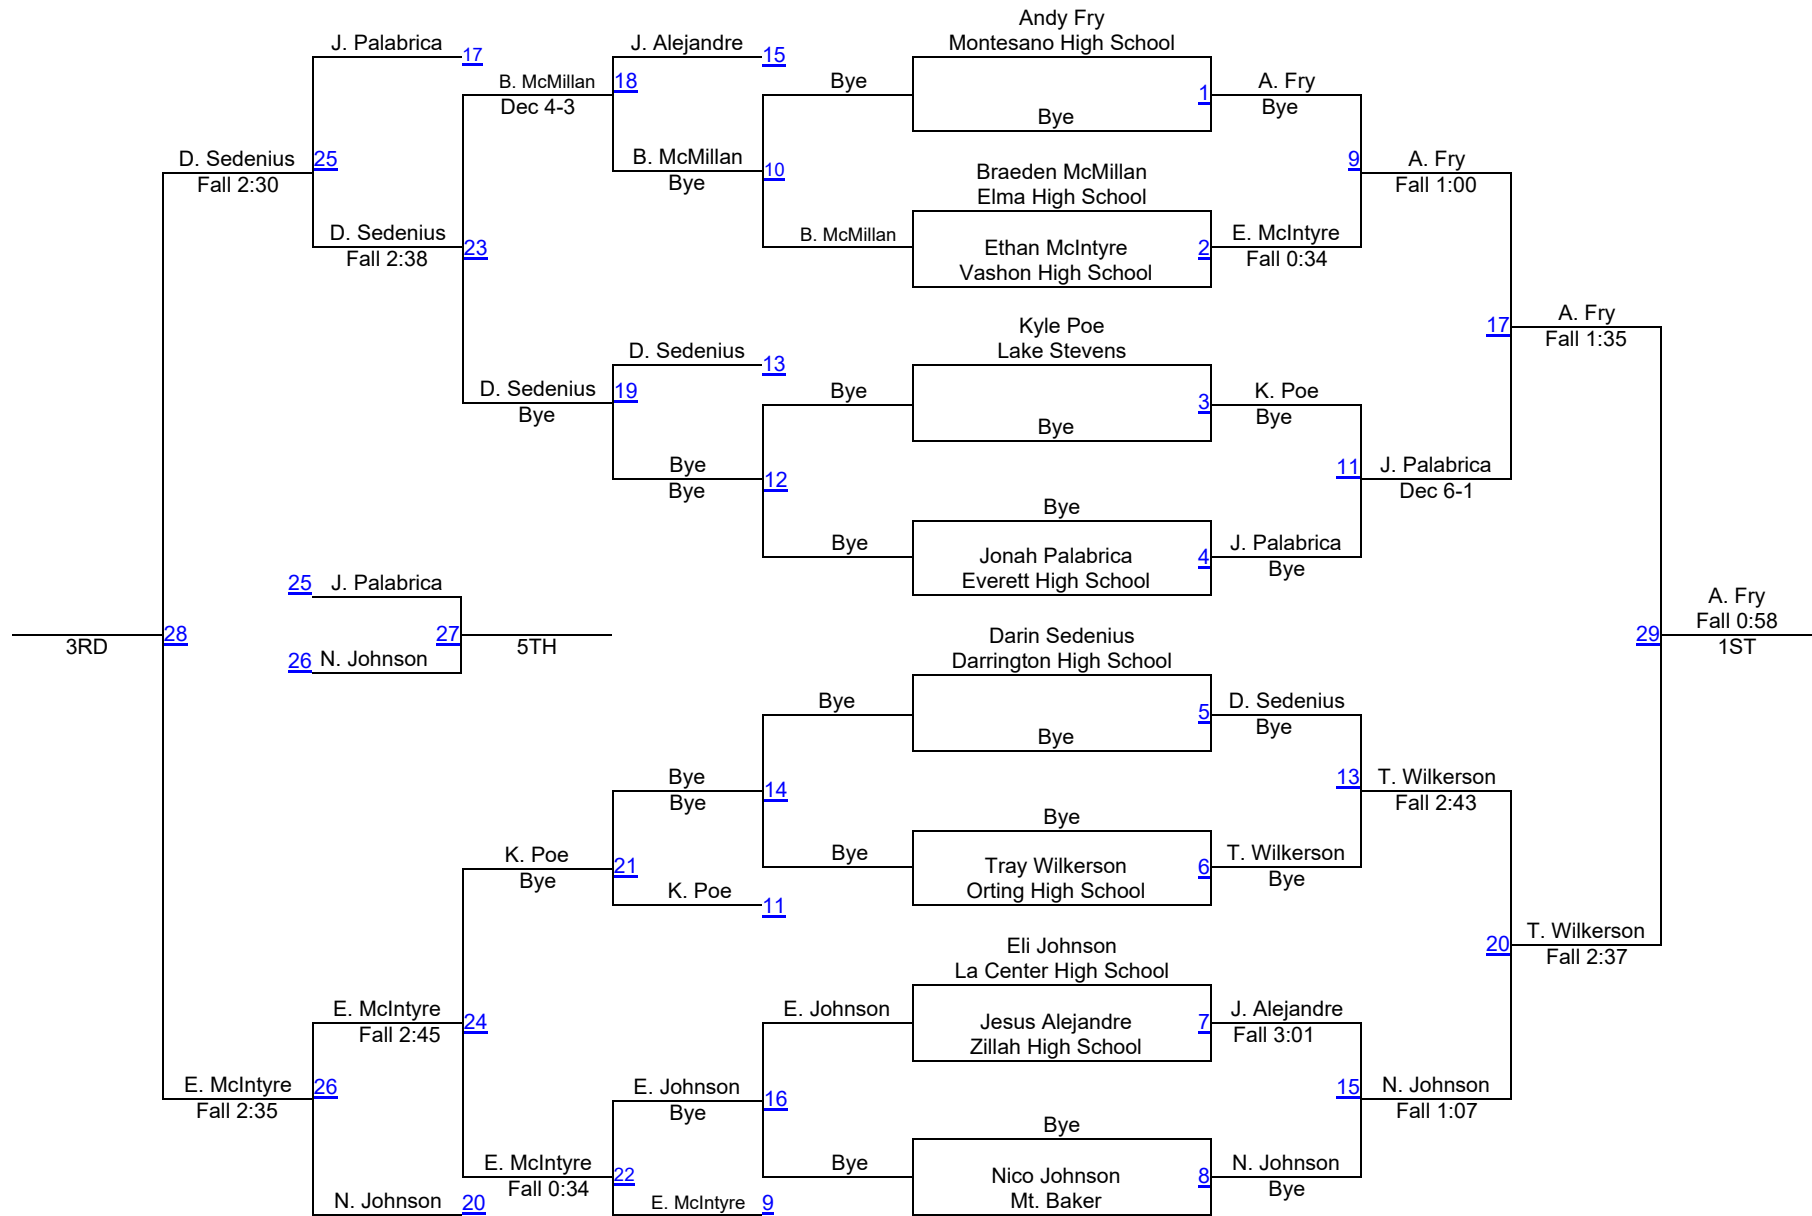 Andy Fry
J. Palabrica
17
J. Alejandre
15
Montesano High School
B. McMillan
18
Bye
1
A. Fry
Dec 4-3
Bye
Bye
D. Sedenius
25
B. McMillan
10
Braeden McMillan
9
A. Fry
Fall 2:30
Bye
Elma High School
Fall 1:00
D. Sedenius
23
B. McMillan
Ethan McIntyre
2
E. McIntyre
Fall 2:38
Vashon High School
Fall 0:34
Kyle Poe
17
A. Fry
D. Sedenius
13
Lake Stevens
Fall 1:35
D. Sedenius
19
Bye
3
K. Poe
Bye
Bye
Bye
Bye
12
11
J. Palabrica
Bye
Bye
Dec 6-1
Bye
Jonah Palabrica
4
J. Palabrica
Everett High School
Bye
25
J. Palabrica
A. Fry
Fall 0:58
3RD
28
27
5TH
Darin Sedenius
29
1ST
26
N. Johnson
Darrington High School
Bye
5
D. Sedenius
Bye
Bye
Bye
14
13
T. Wilkerson
Bye
Bye
Fall 2:43
K. Poe
21
Bye
Tray Wilkerson
6
T. Wilkerson
Bye
Orting High School
Bye
K. Poe
11
Eli Johnson
20
T. Wilkerson
La Center High School
Fall 2:37
E. McIntyre
24
E. Johnson
Jesus Alejandre
7
J. Alejandre
Fall 2:45
Zillah High School
Fall 3:01
E. McIntyre
26
E. Johnson
16
15
N. Johnson
Fall 2:35
Bye
Bye
Fall 1:07
E. McIntyre
22
Bye
Nico Johnson
8
N. Johnson
Fall 0:34
Mt. Baker
Bye
N. Johnson
20
E. McIntyre
9